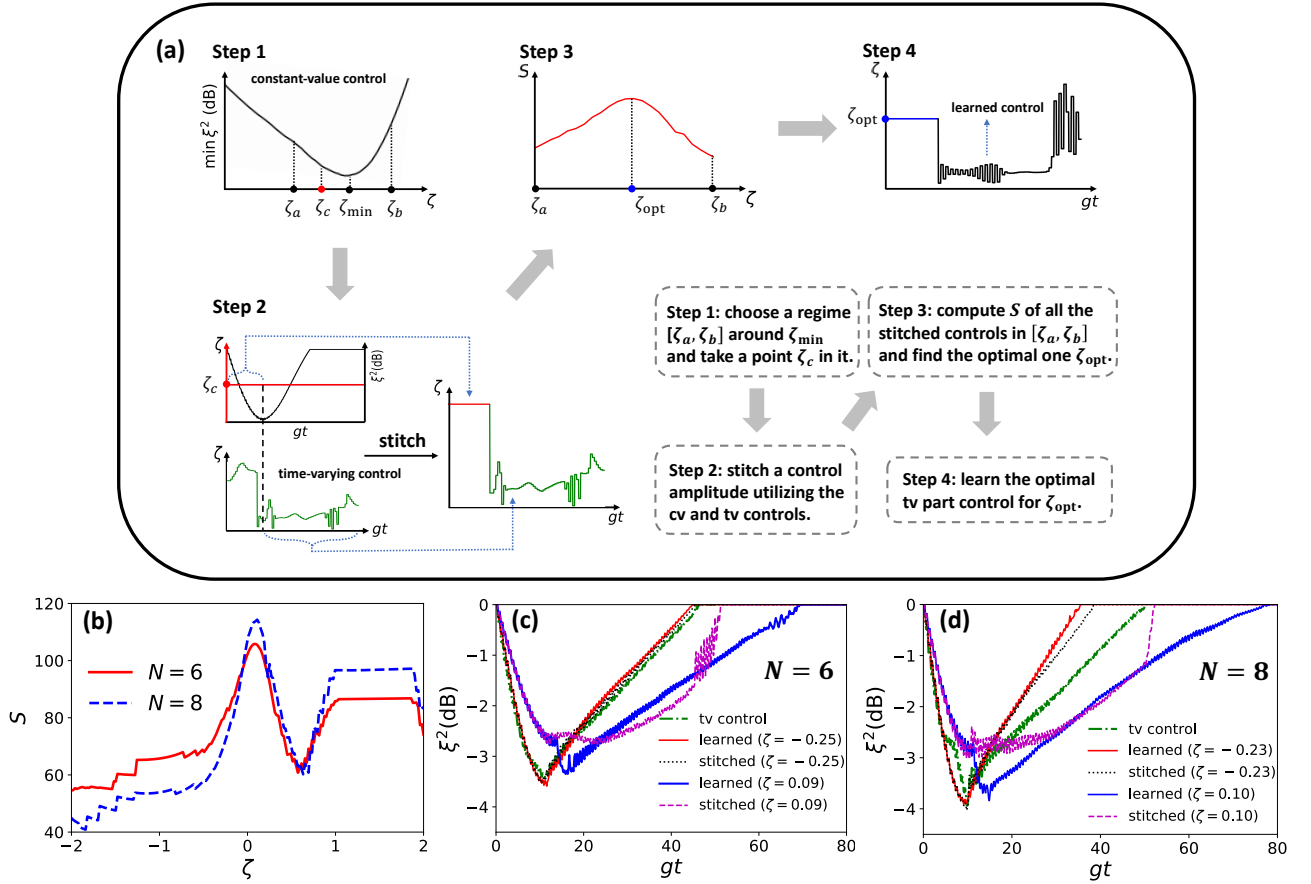 (a)
Step 1
constant-value control
min ξ² (dB)
ζₐ
ζ_c
ζ_min
ζ_b
ζ
Step 3
S
ζₐ
ζ_opt
ζ_b
ζ
Step 4
ζ
ζ_opt
learned control
gt
Step 2
ζ
ζ_c
ξ²(dB)
gt
ζ
time-varying control
gt
stitch
ζ
gt
Step 1: choose a regime
[ζₐ, ζ_b] around ζ_min
and take a point ζ_c in it.
Step 3: compute S of all the
stitched controls in [ζₐ, ζ_b]
and find the optimal one ζ_opt.
Step 2: stitch a control
amplitude utilizing the
cv and tv controls.
Step 4: learn the optimal
tv part control for ζ_opt.
(b)
120
100
80
60
40
S
N = 6
N = 8
−2
−1
0
1
2
ζ
(c)
0
−1
−2
−3
−4
ξ²(dB)
N = 6
tv control
learned (ζ = −0.25)
stitched (ζ = −0.25)
learned (ζ = 0.09)
stitched (ζ = 0.09)
0
20
40
60
80
gt
(d)
0
−1
−2
−3
−4
ξ²(dB)
N = 8
tv control
learned (ζ = −0.23)
stitched (ζ = −0.23)
learned (ζ = 0.10)
stitched (ζ = 0.10)
0
20
40
60
80
gt